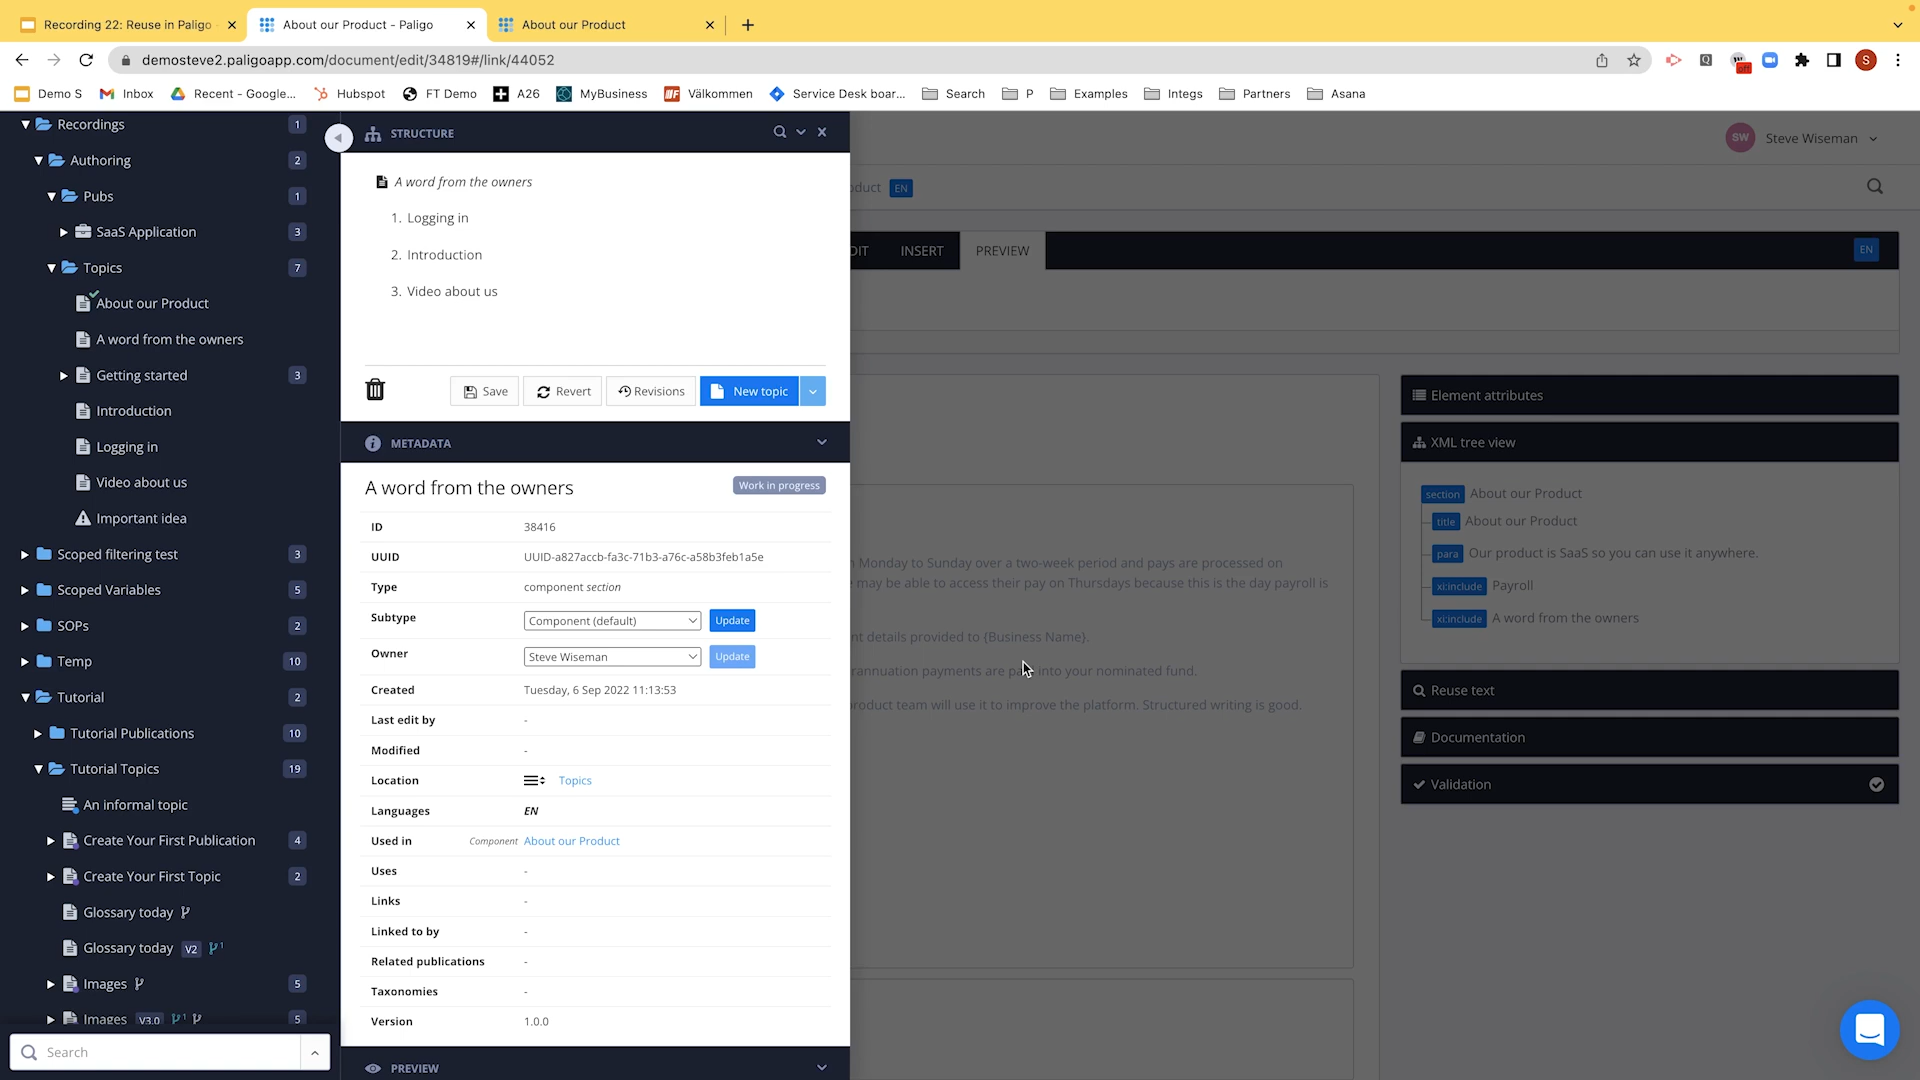 Recording 22: Reuse in Paligo
About our Product - Paligo
About our Product
demosteve2.paligoapp.com/document/edit/34819#/link/44052
off
S
Demo S
Inbox
Recent - Google...
Hubspot
FT Demo
A26
MyBusiness
Välkommen
Service Desk boar...
Search
P
Examples
Integs
Partners
Asana
Recordings 1
Authoring 2
Pubs 1
SaaS Application 3
Topics 7
About our Product
A word from the owners
Getting started 3
Introduction
Logging in
Video about us
Important idea
Scoped filtering test 3
Scoped Variables 5
SOPs 2
Temp 10
Tutorial 2
Tutorial Publications 10
Tutorial Topics 19
An informal topic
Create Your First Publication 4
Create Your First Topic 2
Glossary today
Glossary today V2 1
Images 5
Images V3.0 1 5
Search
STRUCTURE
A word from the owners
1. Logging in
2. Introduction
3. Video about us
Save
Revert
Revisions
New topic
METADATA
A word from the owners
Work in progress
ID 38416
UUID UUID-a827accb-fa3c-71b3-a76c-a58b3feb1a5e
Type component section
Subtype Component (default) Update
Owner Steve Wiseman Update
Created Tuesday, 6 Sep 2022 11:13:53
Last edit by -
Modified -
Location Topics
Languages EN
Used in Component About our Product
Uses -
Links -
Linked to by -
Related publications -
Taxonomies -
Version 1.0.0
PREVIEW
SW Steve Wiseman
oduct EN
DIT INSERT PREVIEW EN
Monday to Sunday over a two-week period and pays are processed on
may be able to access their pay on Thursdays because this is the day payroll is
nt details provided to {Business Name}.
rannuation payments are paid into your nominated fund.
roduct team will use it to improve the platform. Structured writing is good.
Element attributes
XML tree view
section About our Product
title About our Product
para Our product is SaaS so you can use it anywhere.
xi:include Payroll
xi:include A word from the owners
Reuse text
Documentation
Validation